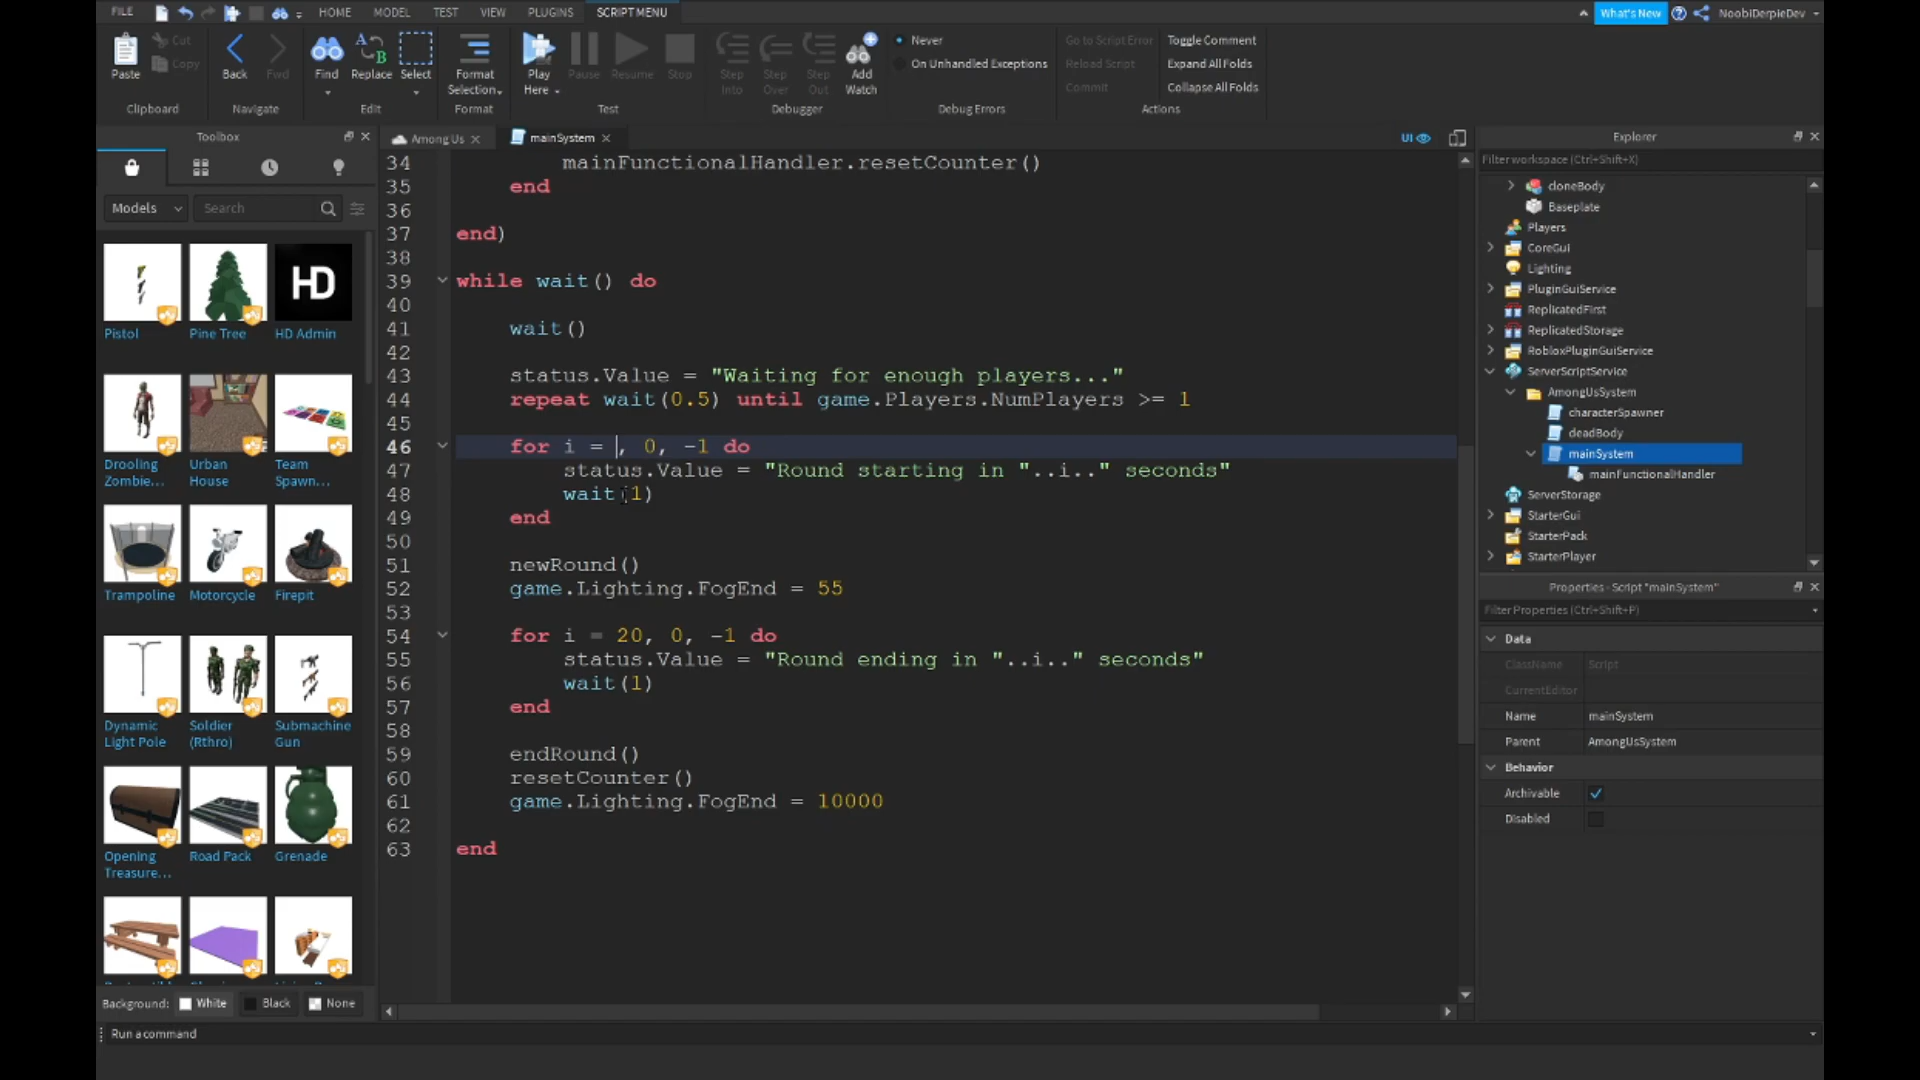 FILE HOME MODEL TEST VIEW PLUGINS SCRIPT MENU What's New NoobiDerpieDev
Paste Cut Copy Back Fwd Find Replace Select Format Selection Play Here Pause Resume Stop Step Into Step Over Step Out Add Watch
Never
On Unhandled Exceptions
Go to Script Error
Reload Script
Commit
Toggle Comment
Expand All Folds
Collapse All Folds
Clipboard Navigate Edit Format Test Debugger Debug Errors Actions
Toolbox
Models Search
Pistol Pine Tree HD Admin
HD
Drooling Zombie... Urban House Team Spawn...
Trampoline Motorcycle Firepit
Dynamic Light Pole Soldier (Rthro) Submachine Gun
Opening Treasure... Road Pack Grenade
Background: White Black None
Run a command
Among Us mainSystem UI
34 mainFunctionalHandler.resetCounter()
35 end
36
37 end)
38
39 while wait() do
40
41 wait()
42
43 status.Value = "Waiting for enough players..."
44 repeat wait(0.5) until game.Players.NumPlayers >= 1
45
46 for i = , 0, -1 do
47 status.Value = "Round starting in "..i.." seconds"
48 wait(1)
49 end
50
51 newRound()
52 game.Lighting.FogEnd = 55
53
54 for i = 20, 0, -1 do
55 status.Value = "Round ending in "..i.." seconds"
56 wait(1)
57 end
58
59 endRound()
60 resetCounter()
61 game.Lighting.FogEnd = 10000
62
63 end
Explorer
Filter workspace (Ctrl+Shift+X)
cloneBody
Baseplate
Players
CoreGui
Lighting
PluginGuiService
ReplicatedFirst
ReplicatedStorage
RobloxPluginGuiService
ServerScriptService
AmongUsSystem
characterSpawner
deadBody
mainSystem
mainFunctionalHandler
ServerStorage
StarterGui
StarterPack
StarterPlayer
Properties - Script "mainSystem"
Filter Properties (Ctrl+Shift+P)
Data
ClassName Script
CurrentEditor
Name mainSystem
Parent AmongUsSystem
Behavior
Archivable
Disabled